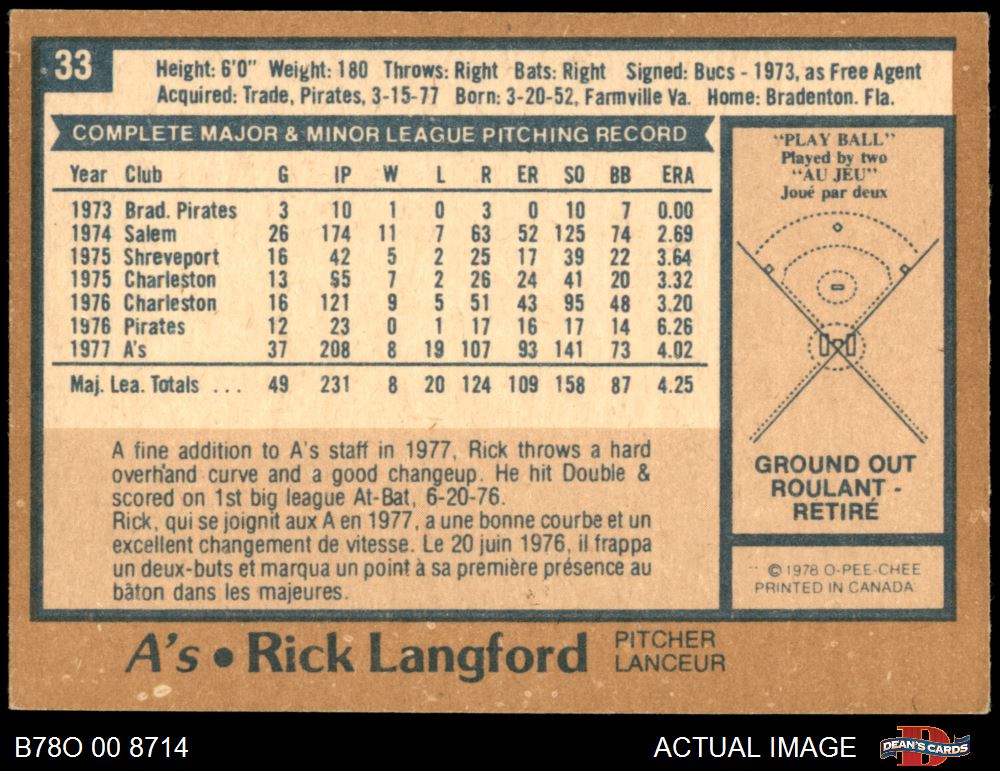 33
Height: 6'0" Weight: 180 Throws: Right Bats: Right Signed: Bucs - 1973, as Free Agent
Acquired: Trade, Pirates, 3-15-77 Born: 3-20-52, Farmville Va. Home: Bradenton. Fla.
COMPLETE MAJOR & MINOR LEAGUE PITCHING RECORD
Year Club G IP W L R ER SO BB ERA
1973 Brad. Pirates 3 10 1 0 3 0 10 7 0.00
1974 Salem 26 174 11 7 63 52 125 74 2.69
1975 Shreveport 16 42 5 2 25 17 39 22 3.64
1975 Charleston 13 65 7 2 26 24 41 20 3.32
1976 Charleston 16 121 9 5 51 43 95 48 3.20
1976 Pirates 12 23 0 1 17 16 17 14 6.26
1977 A's 37 208 8 19 107 93 141 73 4.02
Maj. Lea. Totals ... 49 231 8 20 124 109 158 87 4.25
A fine addition to A's staff in 1977, Rick throws a hard
overhand curve and a good changeup. He hit Double &
scored on 1st big league At-Bat, 6-20-76.
Rick, qui se joignit aux A en 1977, a une bonne courbe et un
excellent changement de vitesse. Le 20 juin 1976, il frappa
un deux-buts et marqua un point à sa première présence au
bâton dans les majeures.
"PLAY BALL"
Played by two
"AU JEU"
Joué par deux
GROUND OUT
ROULANT -
RETIRÉ
© 1978 O-PEE-CHEE
PRINTED IN CANADA
A's • Rick Langford
PITCHER
LANCEUR
B78O 00 8714
ACTUAL IMAGE
DEAN'S CARDS